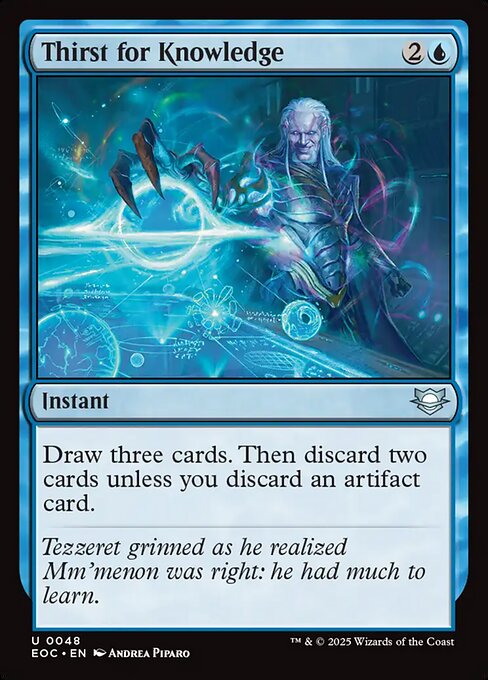 Thirst for Knowledge
2
Instant
Draw three cards. Then discard two
cards unless you discard an artifact
card.
Tezzeret grinned as he realized
Mm’menon was right: he had much to
learn.
U 0048
EOC • EN ANDREA PIPARO
™ & © 2025 Wizards of the Coast